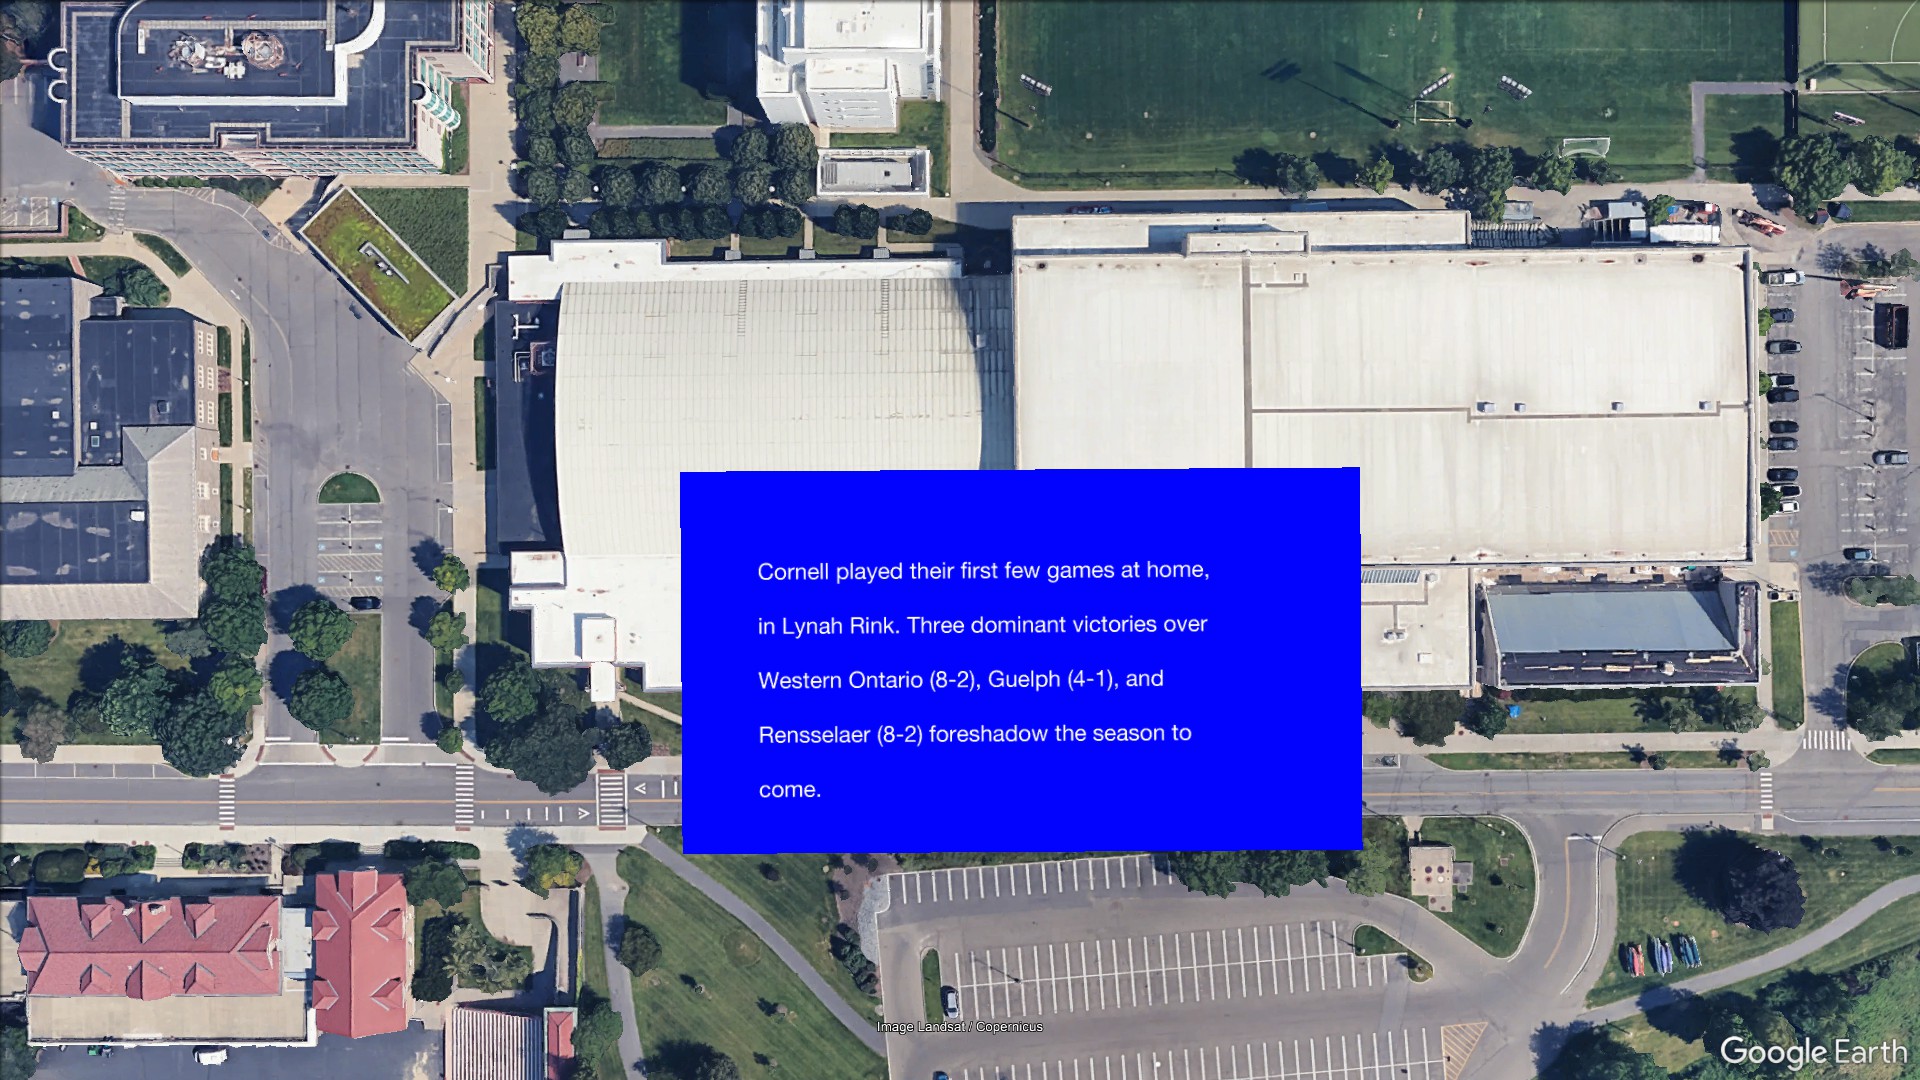 Cornell played their first few games at home,
in Lynah Rink. Three dominant victories over
Western Ontario (8-2), Guelph (4-1), and
Rensselaer (8-2) foreshadow the season to
come.
Image Landsat / Copernicus
Google Earth